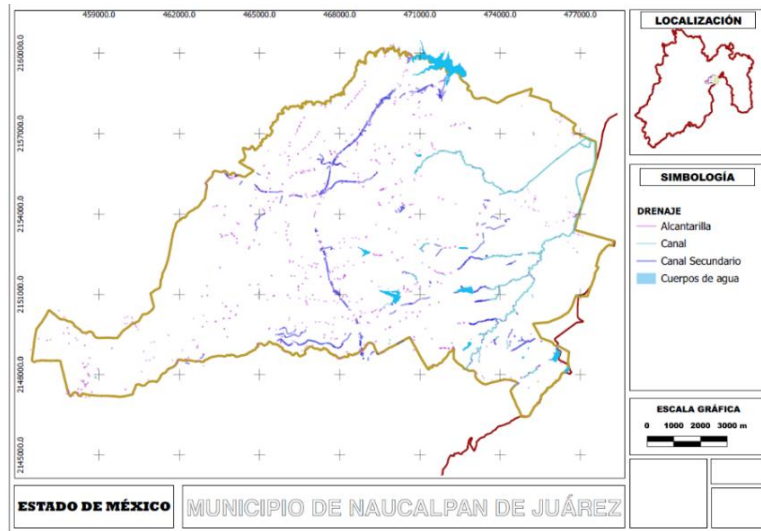 459000.0 462000.0 465000.0 468000.0 471000.0 474000.0 477000.0
2160000.0
2157000.0
2154000.0
2151000.0
2148000.0
2145000.0
LOCALIZACIÓN
SIMBOLOGÍA
DRENAJE
Alcantarilla
Canal
Canal Secundario
Cuerpos de agua
ESCALA GRÁFICA
0 1000 2000 3000 m
ESTADO DE MÉXICO
MUNICIPIO DE NAUCALPAN DE JUÁREZ